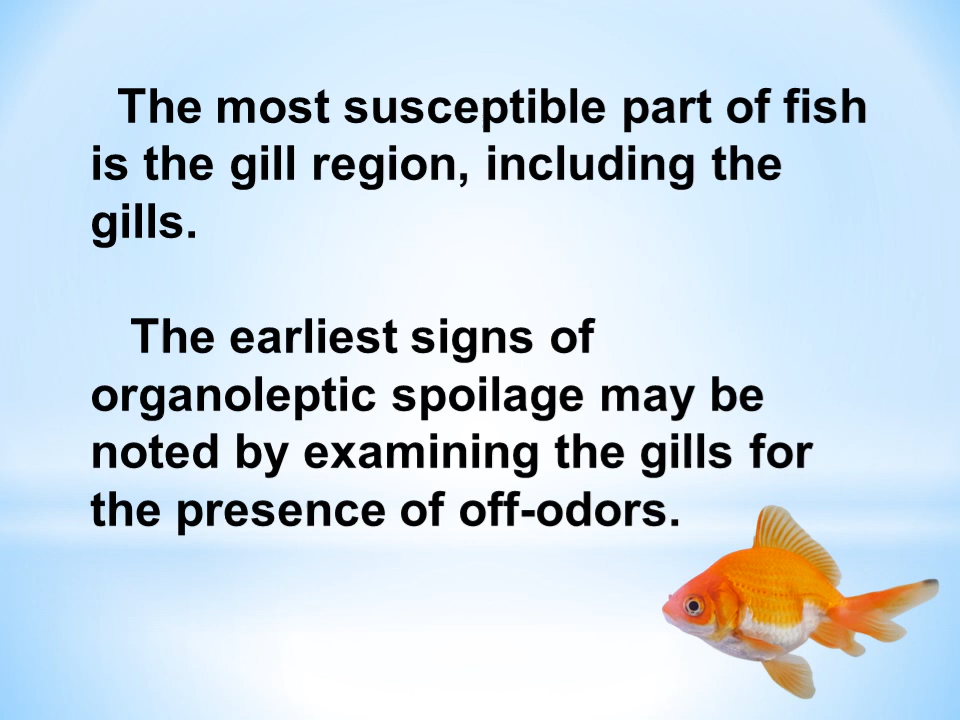 The most susceptible part of fish
is the gill region, including the
gills.
The earliest signs of
organoleptic spoilage may be
noted by examining the gills for
the presence of off-odors.